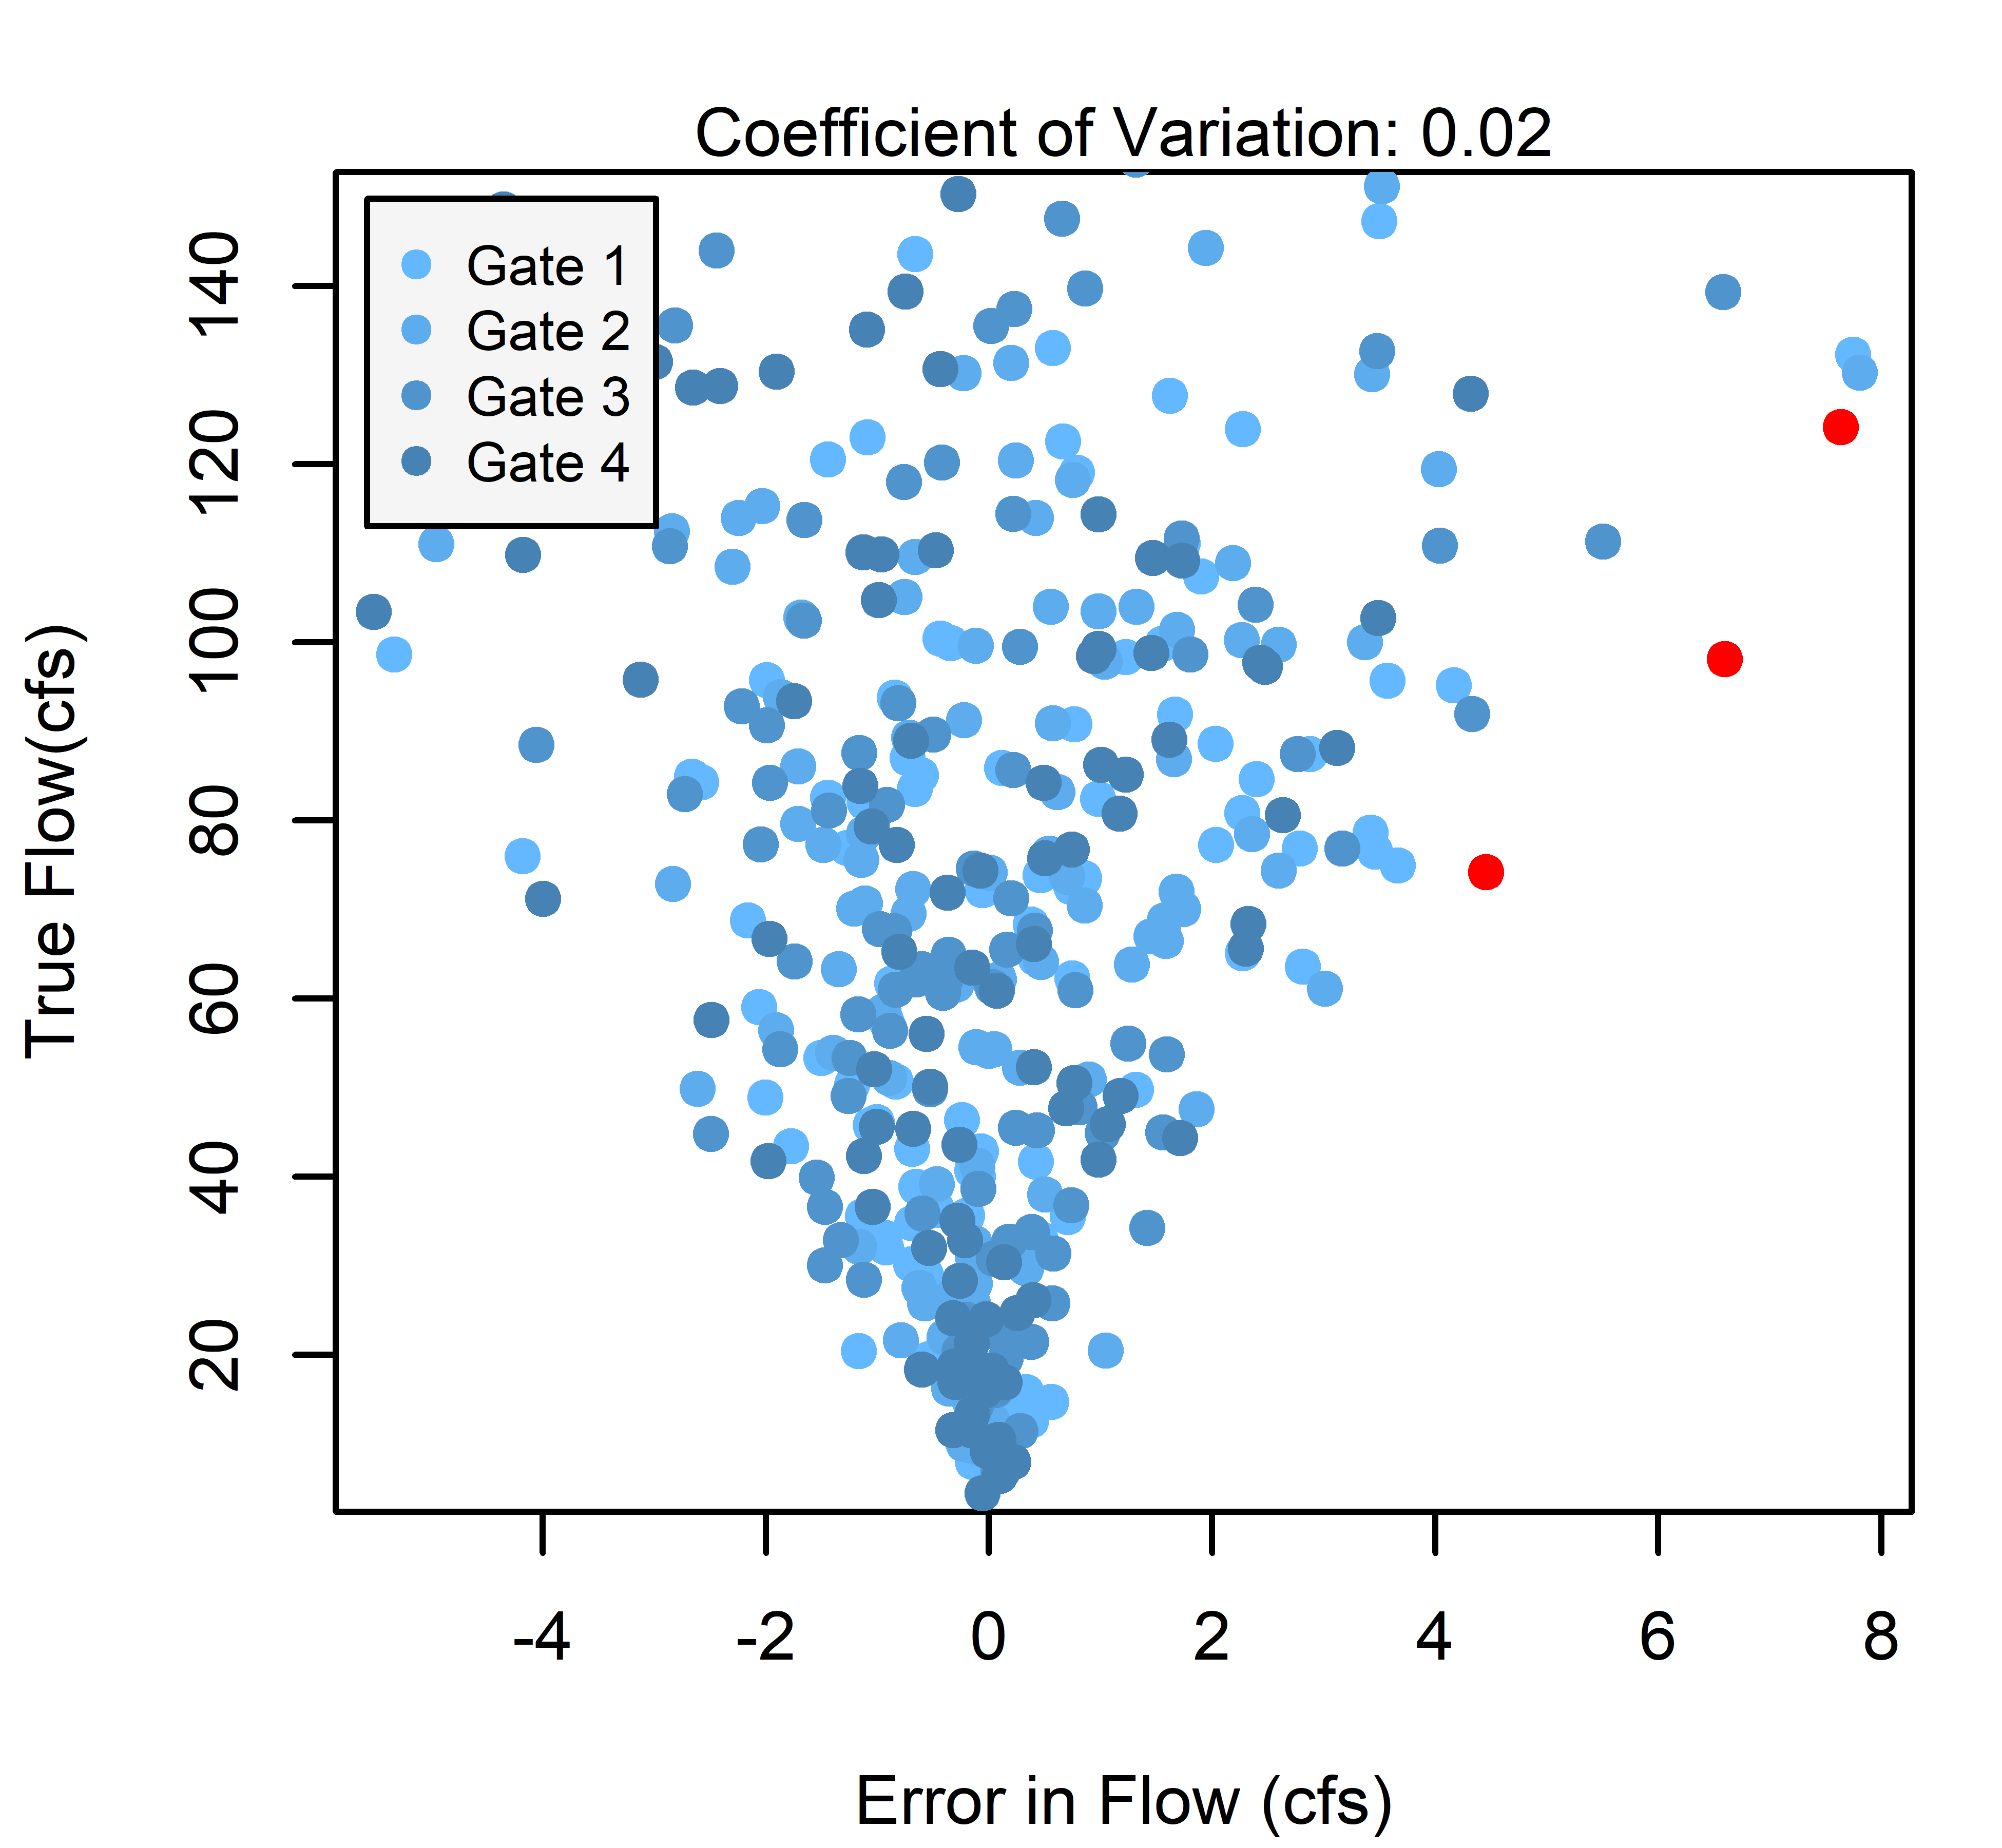 Coefficient of Variation: 0.02
Gate 1
Gate 2
Gate 3
Gate 4
True Flow(cfs)
140
120
100
80
60
40
20
-4 -2 0 2 4 6 8
Error in Flow (cfs)